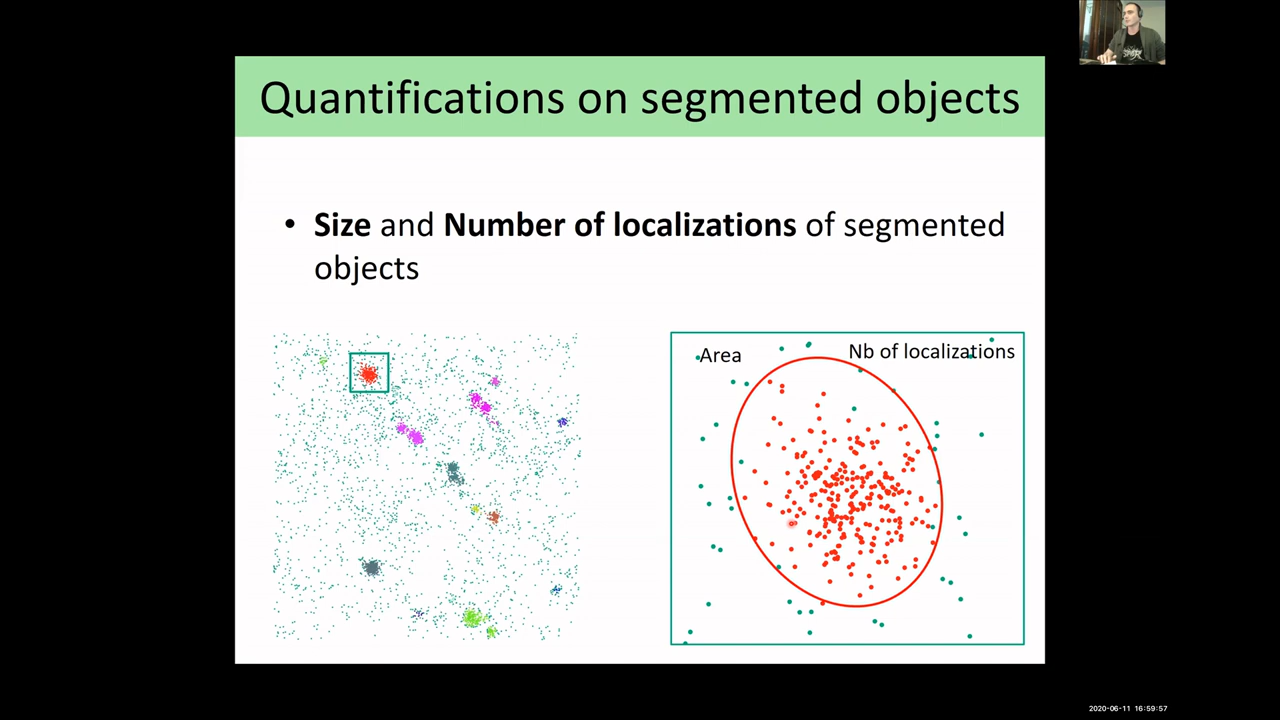 Quantifications on segmented objects
• Size and Number of localizations of segmented
objects
Area
Nb of localizations
2020-06-11 16:59:57